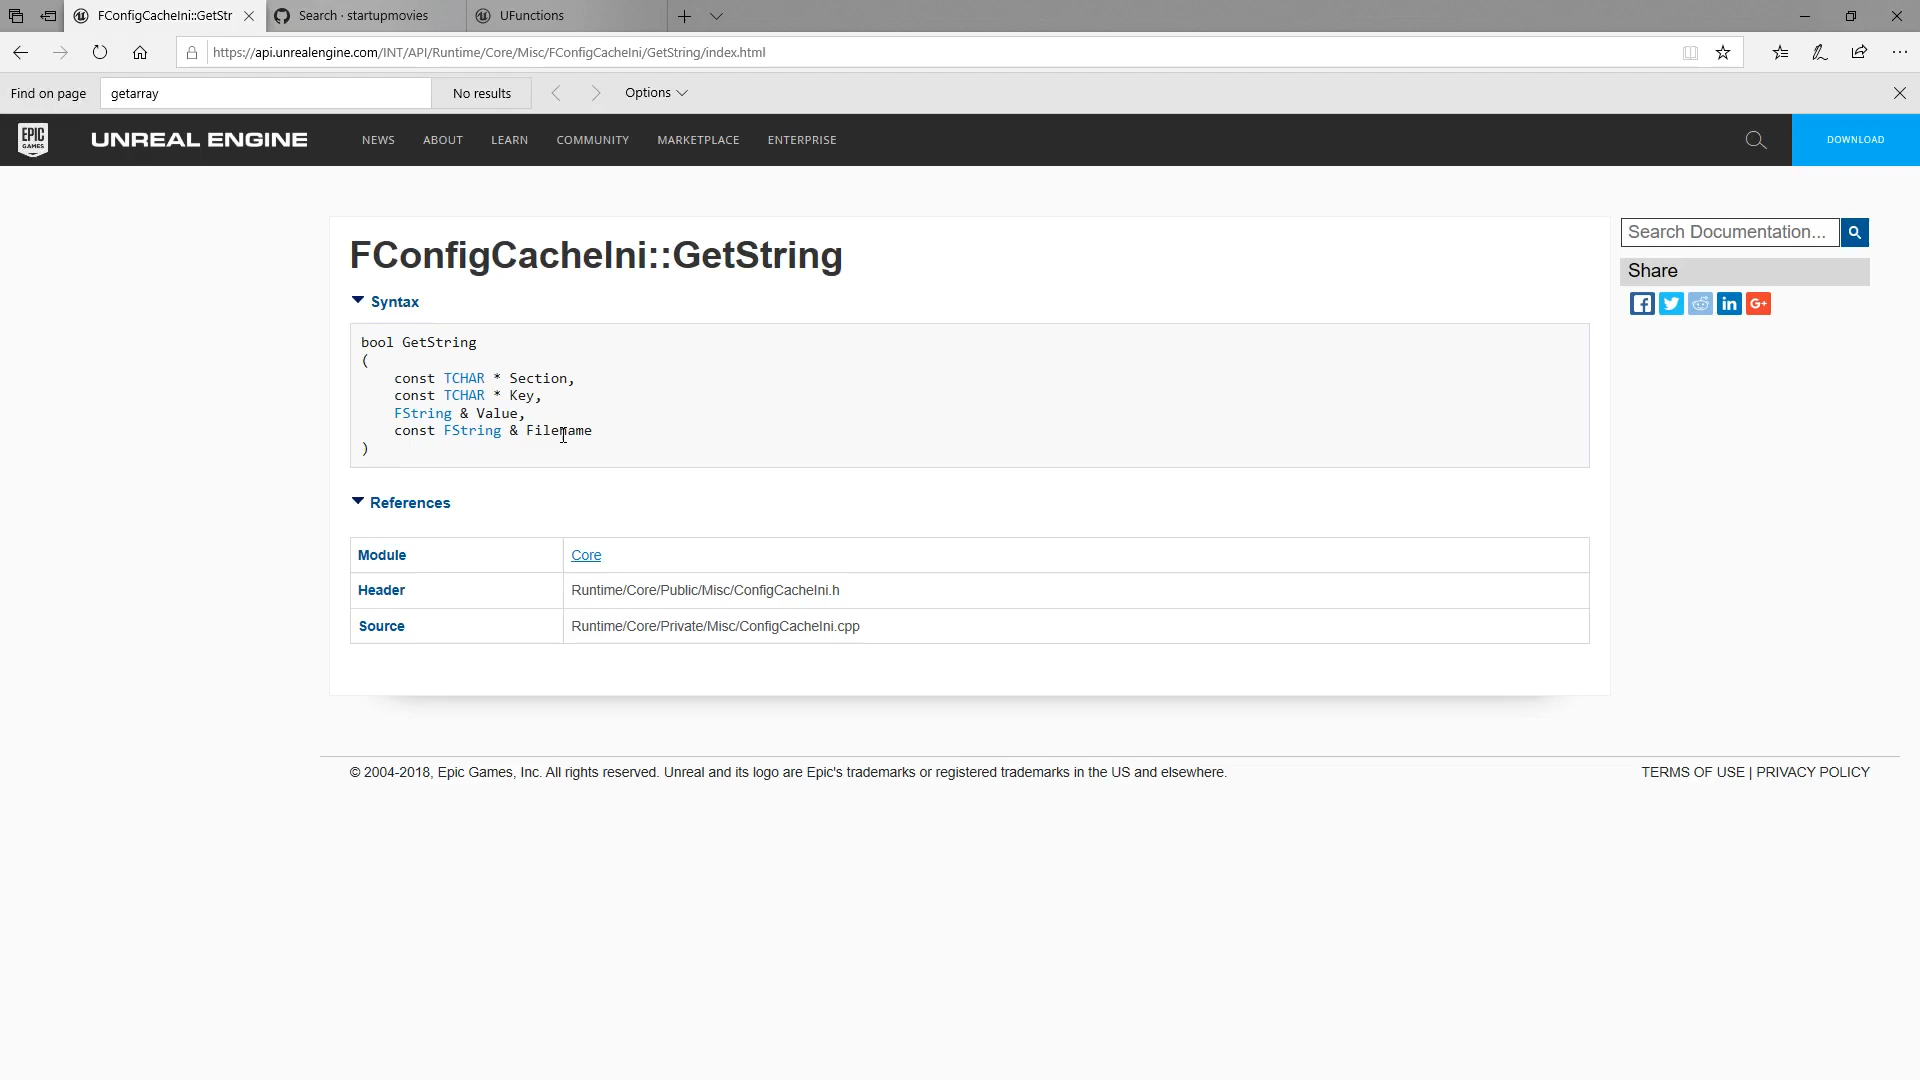 FConfigCacheIni::GetStr
Search · startupmovies
UFunctions
https://api.unrealengine.com/INT/API/Runtime/Core/Misc/FConfigCacheIni/GetString/index.html
Find on page
getarray
No results
Options
EPIC GAMES
UNREAL ENGINE
NEWS
ABOUT
LEARN
COMMUNITY
MARKETPLACE
ENTERPRISE
DOWNLOAD
FConfigCacheIni::GetString
Search Documentation...
Share
Syntax
bool GetString
(
const TCHAR * Section,
const TCHAR * Key,
FString & Value,
const FString & Filename
)
References
Module Core
Header Runtime/Core/Public/Misc/ConfigCacheIni.h
Source Runtime/Core/Private/Misc/ConfigCacheIni.cpp
© 2004-2018, Epic Games, Inc. All rights reserved. Unreal and its logo are Epic's trademarks or registered trademarks in the US and elsewhere.
TERMS OF USE | PRIVACY POLICY